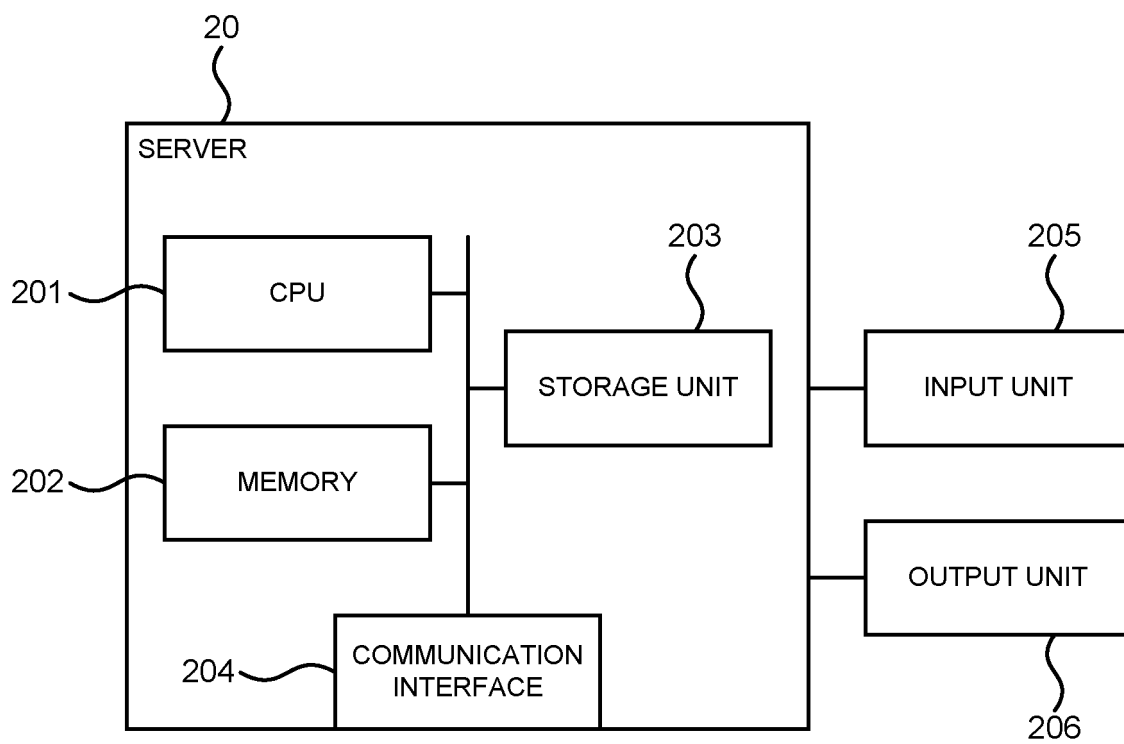 20
SERVER
203
205
201
CPU
STORAGE UNIT
INPUT UNIT
202
MEMORY
OUTPUT UNIT
204
COMMUNICATION
INTERFACE
206